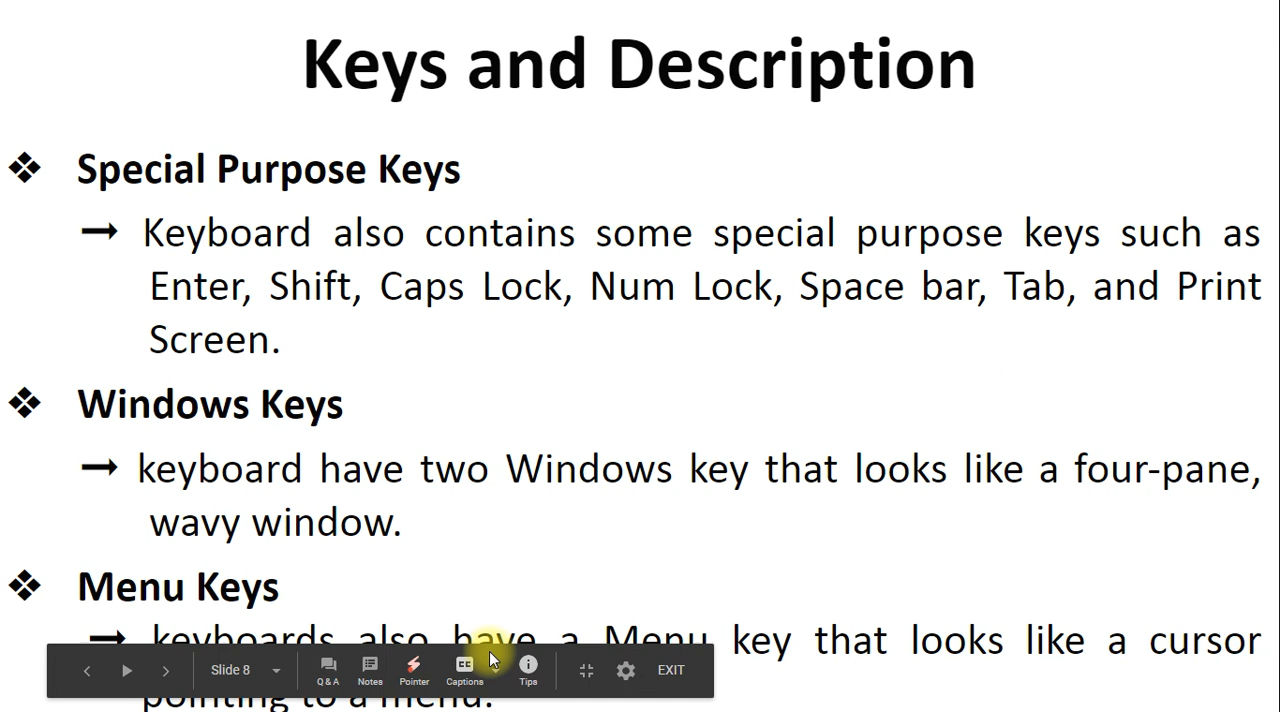 Keys and Description
❖ Special Purpose Keys
→ Keyboard also contains some special purpose keys such as
Enter, Shift, Caps Lock, Num Lock, Space bar, Tab, and Print
Screen.
❖ Windows Keys
→ keyboard have two Windows key that looks like a four-pane,
wavy window.
❖ Menu Keys
→ keyboards also have a Menu key that looks like a cursor
pointing to a menu.
Slide 8 Q & A Notes Pointer CC Captions Tips EXIT